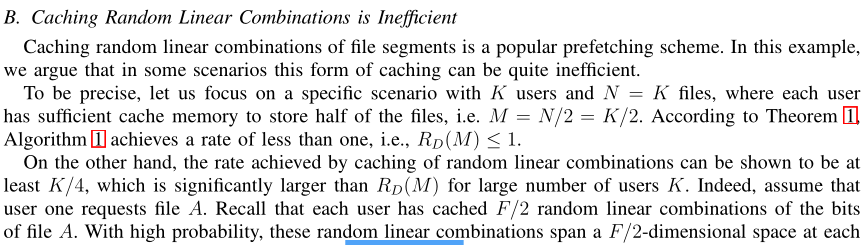 B. Caching Random Linear Combinations is Inefficient
Caching random linear combinations of file segments is a popular prefetching scheme. In this example,
we argue that in some scenarios this form of caching can be quite inefficient.
To be precise, let us focus on a specific scenario with K users and N = K files, where each user
has sufficient cache memory to store half of the files, i.e. M = N/2 = K/2. According to Theorem 1,
Algorithm 1 achieves a rate of less than one, i.e., R_D(M) ≤ 1.
On the other hand, the rate achieved by caching of random linear combinations can be shown to be at
least K/4, which is significantly larger than R_D(M) for large number of users K. Indeed, assume that
user one requests file A. Recall that each user has cached F/2 random linear combinations of the bits
of file A. With high probability, these random linear combinations span a F/2-dimensional space at each